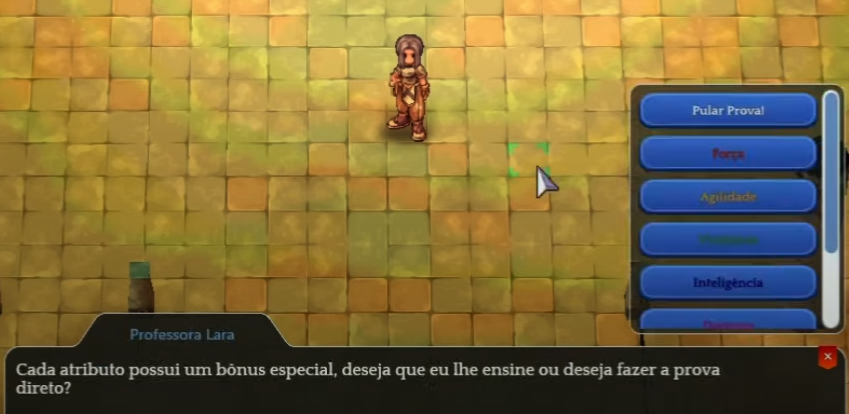 Pular Prova!
Força
Agilidade
Inteligência
Professora Lara
Cada atributo possui um bônus especial, deseja que eu lhe ensine ou deseja fazer a prova
direto?